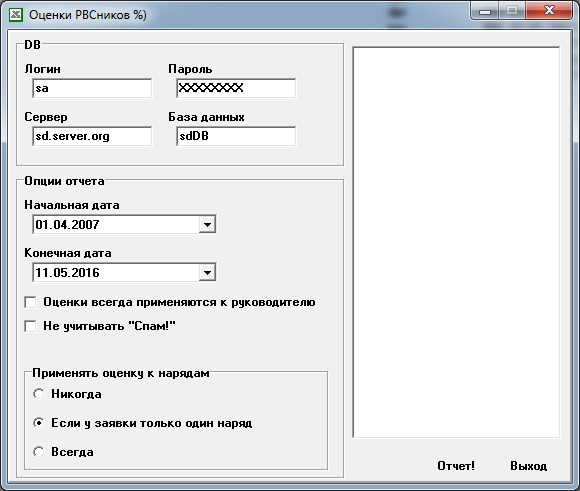 Оценки РВСников %)
DB
Логин
Пароль
sa
XXXXXXXX
Сервер
База данных
sd.server.org
sdDB
Опции отчета
Начальная дата
01.04.2007
Конечная дата
11.05.2016
Оценки всегда применяются к руководителю
Не учитывать "Спам!"
Применять оценку к нарядам
Никогда
Если у заявки только один наряд
Всегда
Отчет!
Выход